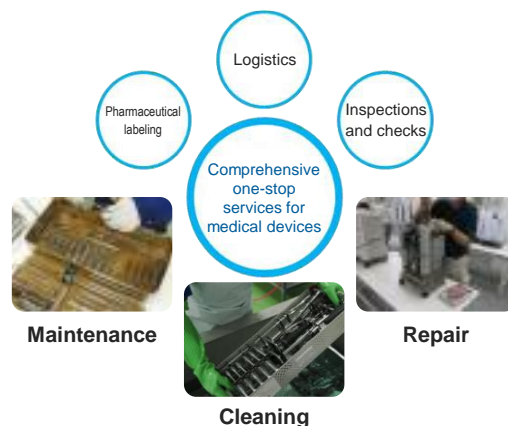 Logistics
Pharmaceutical
labeling
Inspections
and checks
Comprehensive
one-stop
services for
medical devices
Maintenance
Repair
Cleaning